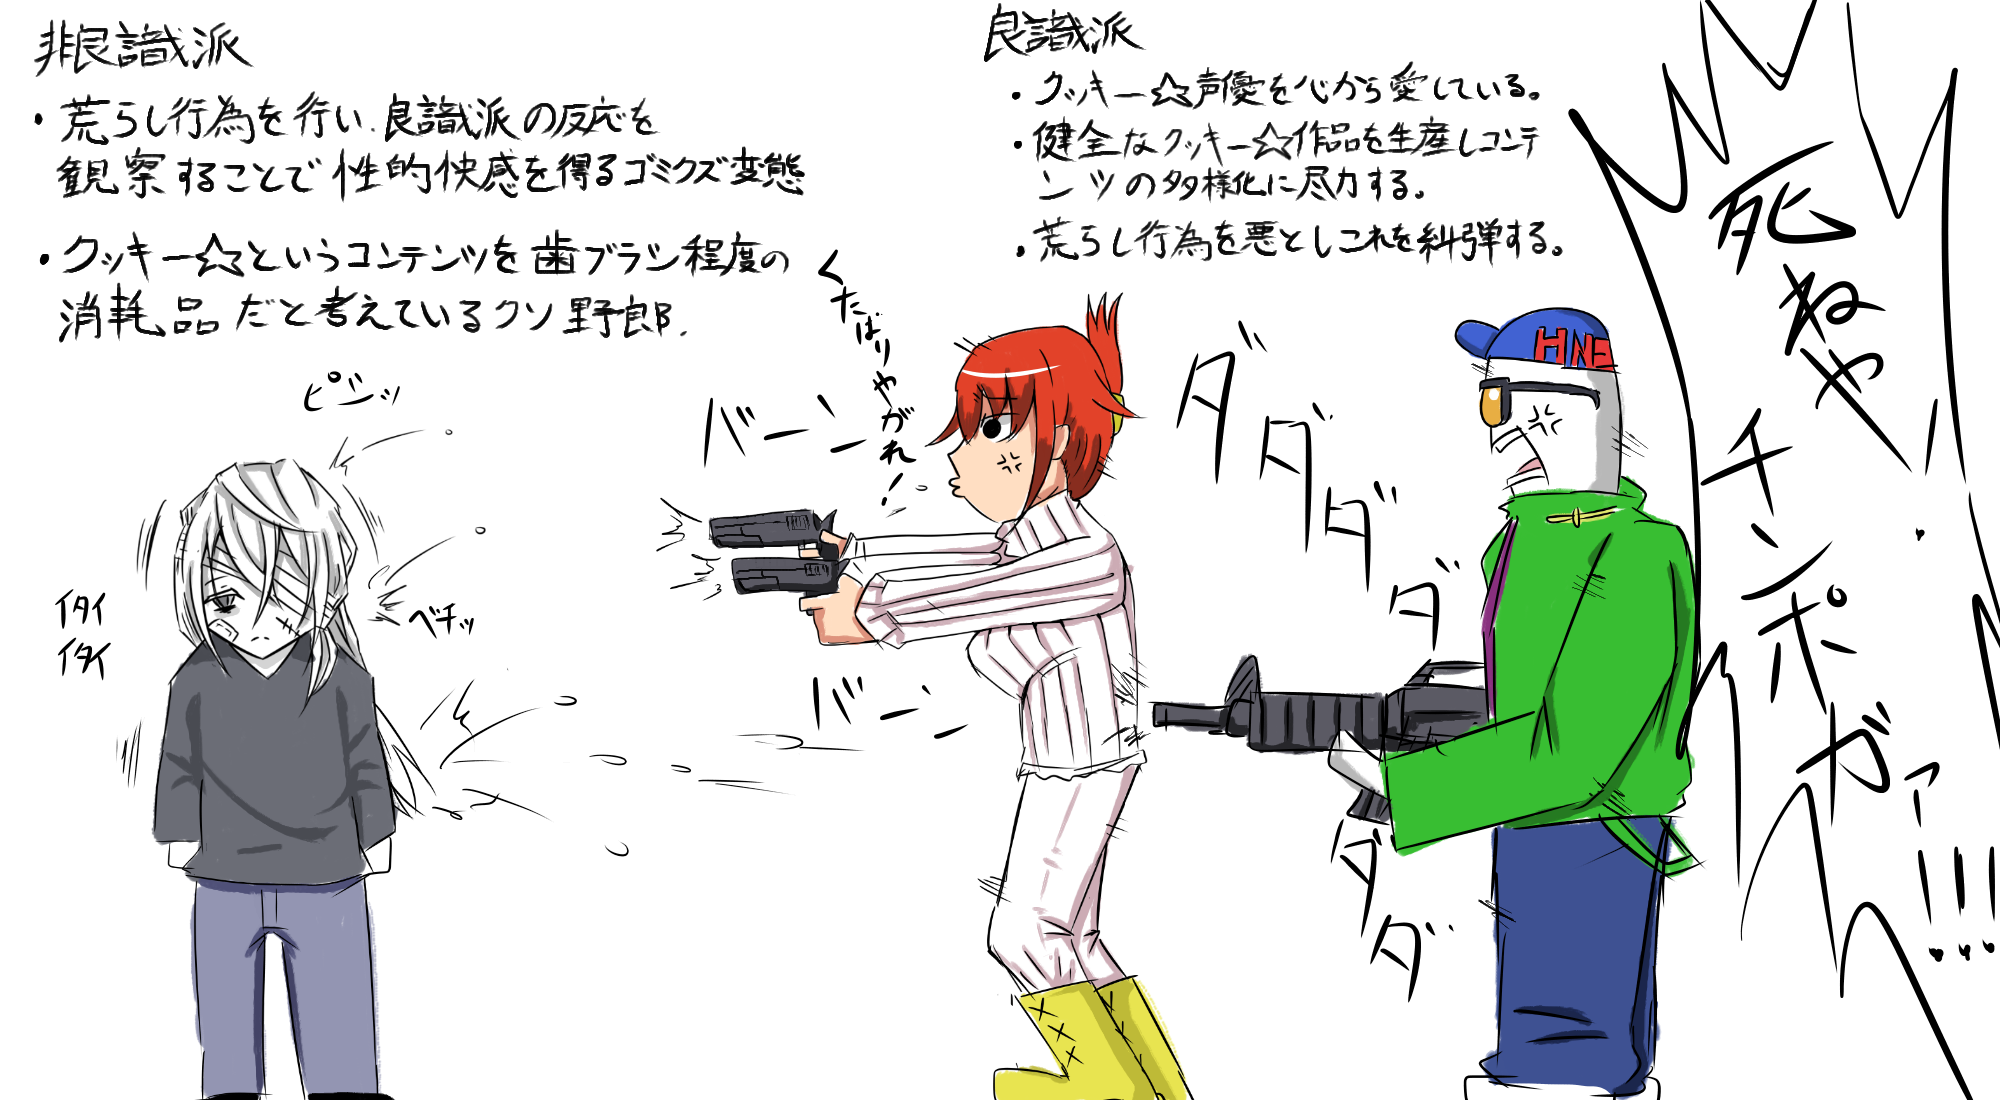 非良識派
・荒らし行為を行い、良識派の反応を
観察することで性的快感を得るゴミクズ変態
・クッキー☆というコンテンツを歯ブラシ程度の
消耗品だと考えているクソ野郎.
良識派
・クッキー☆声優を心から愛している。
・健全なクッキー☆作品を生産しコンテ
ンツの多様化に尽力する。
・荒らし行為を悪としこれを糾弾する。
くたばりやがれ!
死ねや
チンポがァ!!!
ピシッ
イタイ
イタイ
ベチッ
バーン
バーン
ダ
ダ
ダ
ダ
ダ
ダ
HNS